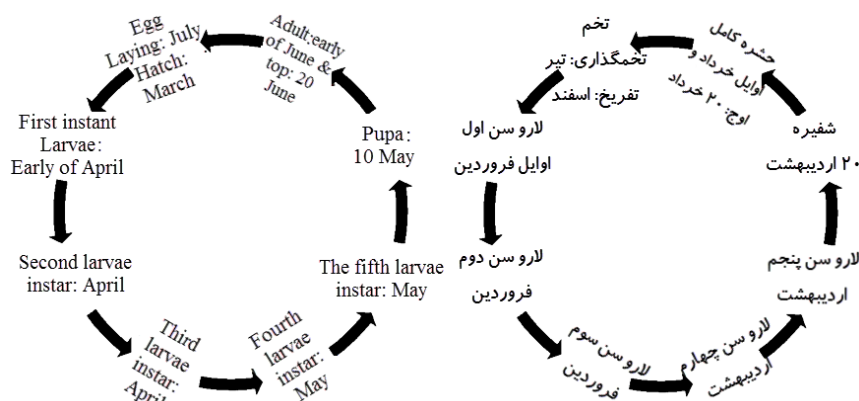 Egg
Laying: July
Hatch:
March
First instant
Larvae:
Early of April
Second larvae
instar: April
Third
larvae
instar:
April
Fourth
larvae
instar:
May
The fifth larvae
instar: May
Pupa:
10 May
Adult:early
of June &
top: 20
June
تخم
تخمگذاری: تیر
تفریخ: اسفند
لارو سن اول
اوایل فروردین
لارو سن دوم
فروردین
لارو سن سوم
فروردین
لارو سن چهارم
اردیبهشت
لارو سن پنجم
اردیبهشت
شفیره
۲۰ اردیبهشت
حشره کامل
اوایل خرداد و
اوج: ۲۰ خرداد